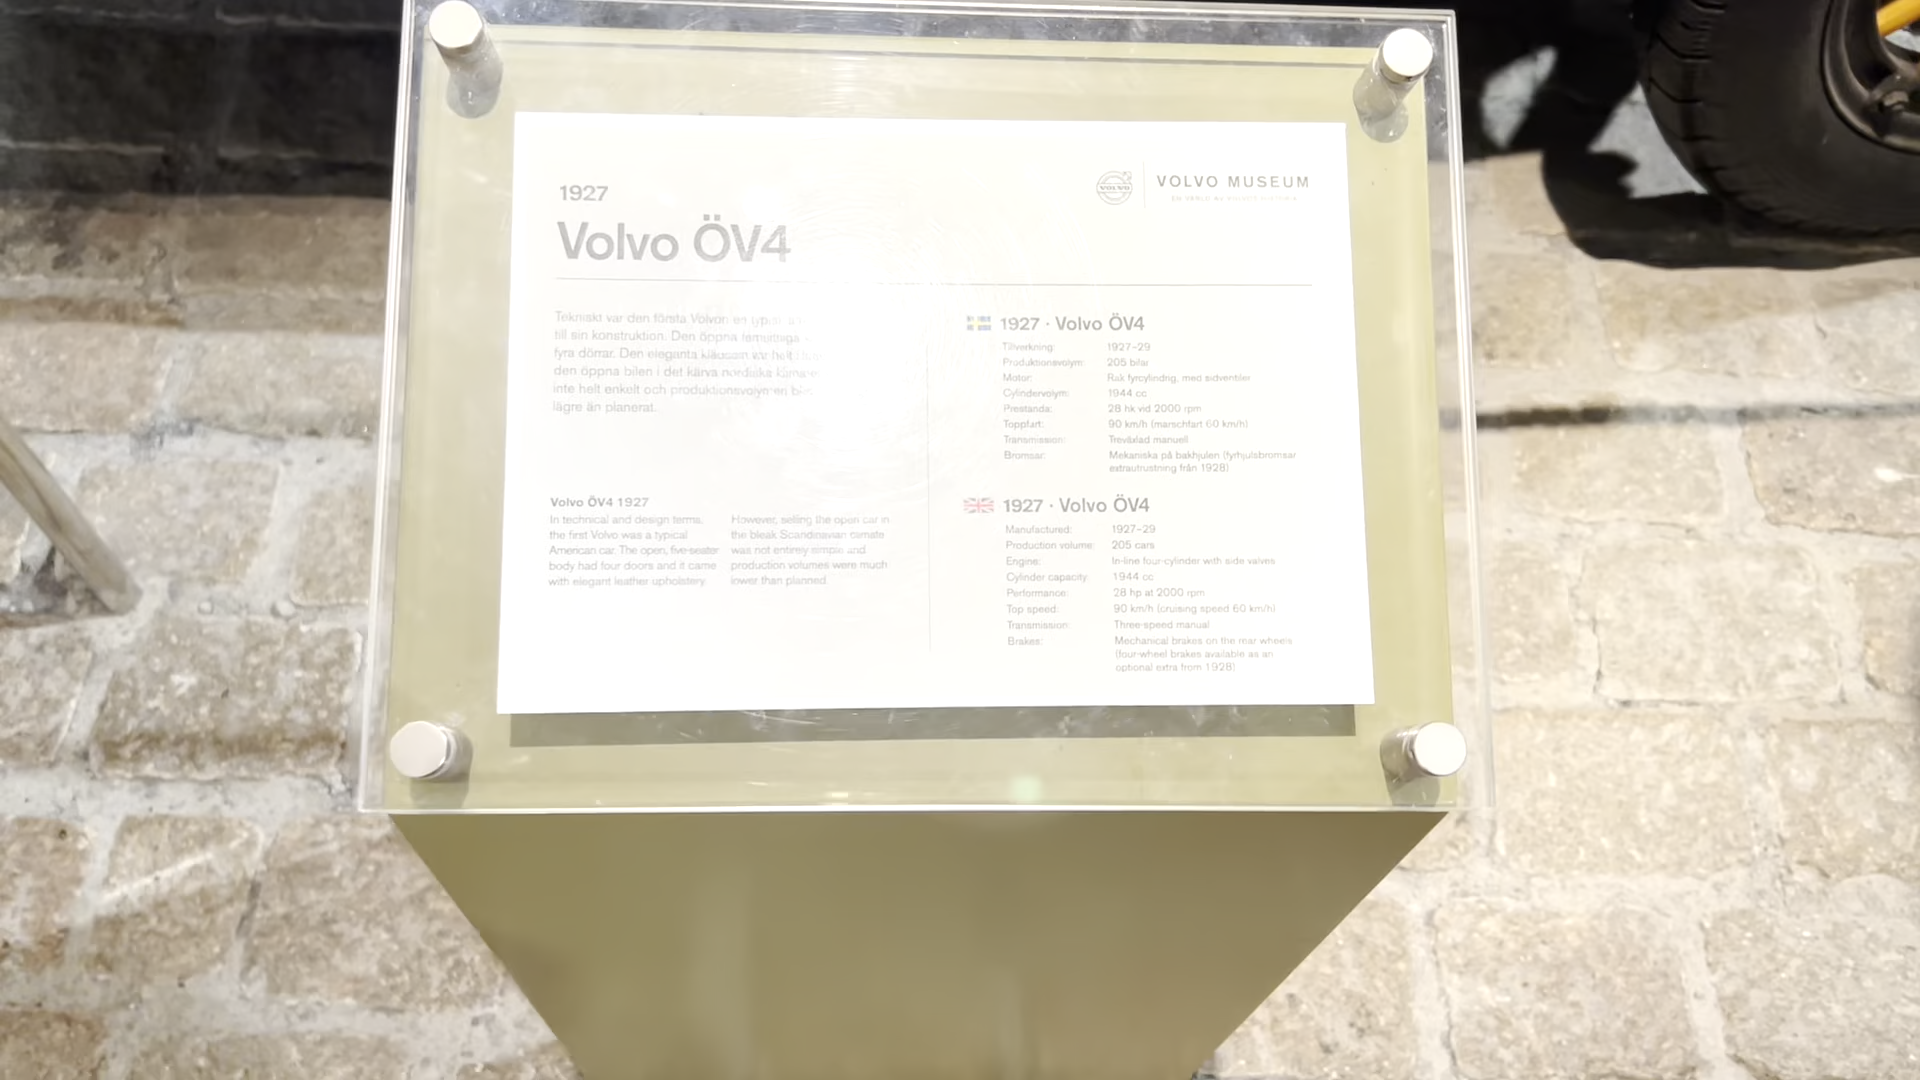 1927
Volvo ÖV4
VOLVO
VOLVO MUSEUM
Tekniskt var den första Volvon en
till sin konstruktion. Den öppna femsitsiga
fyra dörrar. Den eleganta klädseln var helt i
den öppna bilen i det kärva nordiska klimatet
inte helt enkelt och produktionsvolymen
lägre än planerat.
Volvo ÖV4 1927
In technical and design terms,
the first Volvo was a typical
American car. The open, five-seater
body had four doors and it came
with elegant leather upholstery.
However, selling the open car in
the bleak Scandinavian climate
was not entirely simple and
production volumes were much
lower than planned.
1927 · Volvo ÖV4
Tillverkning: 1927–29
Produktionsvolym: 205 bilar
Motor: Rak fyrcylindrig, med sidventiler
Cylindervolym: 1944 cc
Prestanda: 28 hk vid 2000 rpm
Toppfart: 90 km/h (marschfart 60 km/h)
Transmission: Treväxlad manuell
Bromsar: Mekaniska på bakhjulen (fyrhjulsbromsar
extrautrustning från 1928)
1927 · Volvo ÖV4
Manufactured: 1927–29
Production volume: 205 cars
Engine: In-line four-cylinder with side valves
Cylinder capacity: 1944 cc
Performance: 28 hp at 2000 rpm
Top speed: 90 km/h (cruising speed 60 km/h)
Transmission: Three-speed manual
Brakes: Mechanical brakes on the rear wheels
(four-wheel brakes available as an
optional extra from 1928)